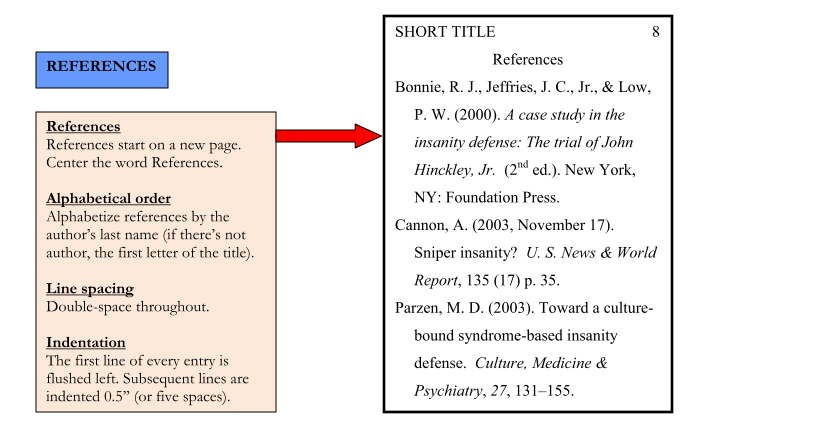 REFERENCES
References
References start on a new page.
Center the word References.
Alphabetical order
Alphabetize references by the
author’s last name (if there’s not
author, the first letter of the title).
Line spacing
Double-space throughout.
Indentation
The first line of every entry is
flushed left. Subsequent lines are
indented 0.5” (or five spaces).
SHORT TITLE 8
References
Bonnie, R. J., Jeffries, J. C., Jr., & Low,
P. W. (2000). A case study in the
insanity defense: The trial of John
Hinckley, Jr. (2nd ed.). New York,
NY: Foundation Press.
Cannon, A. (2003, November 17).
Sniper insanity? U. S. News & World
Report, 135 (17) p. 35.
Parzen, M. D. (2003). Toward a culture-
bound syndrome-based insanity
defense. Culture, Medicine &
Psychiatry, 27, 131–155.